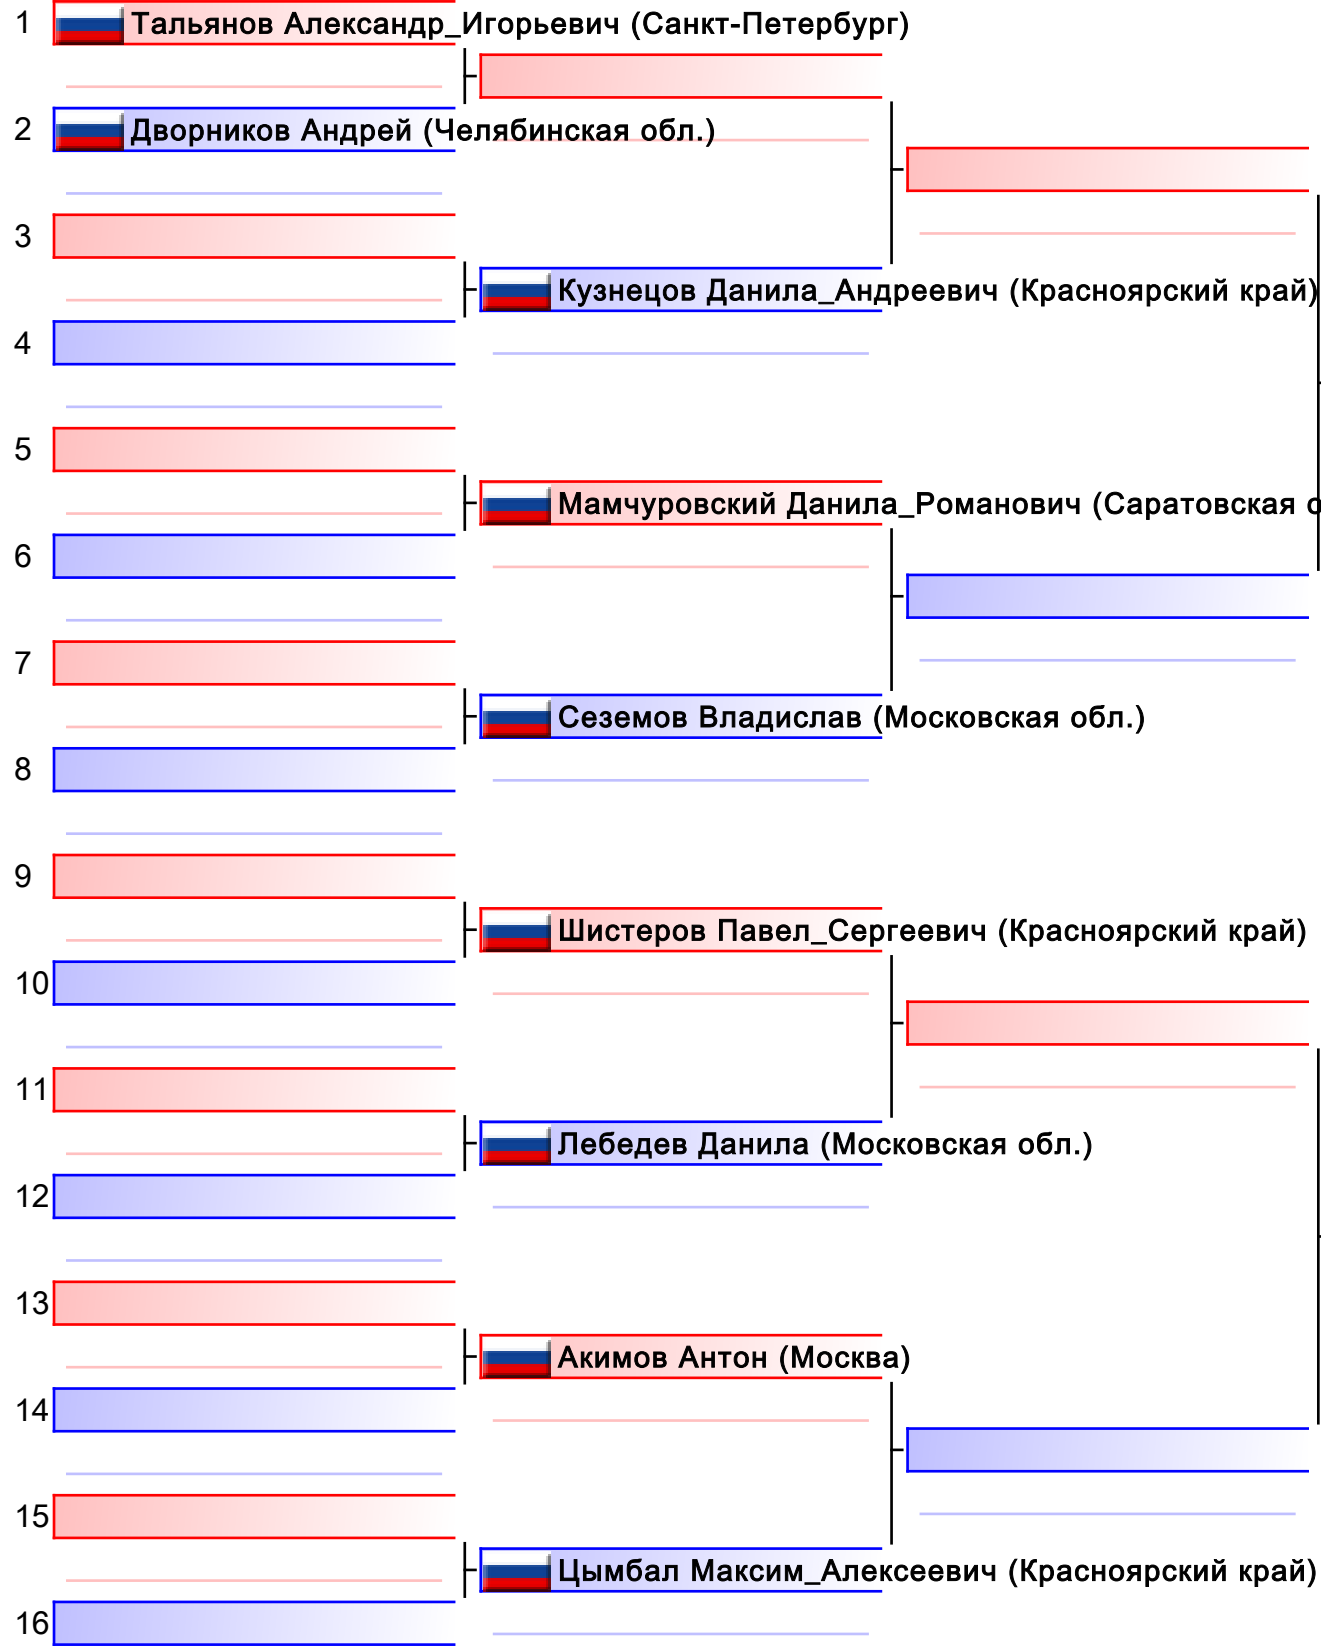 1 Тальянов Александр_Игорьевич (Санкт-Петербург)
2 Дворников Андрей (Челябинская обл.)
3
Кузнецов Данила_Андреевич (Красноярский край)
4
5
Мамчуровский Данила_Романович (Саратовская
6
7
Сеземов Владислав (Московская обл.)
8
9
Шистеров Павел_Сергеевич (Красноярский край)
10
11
Лебедев Данила (Московская обл.)
12
13
Акимов Антон (Москва)
14
15
Цымбал Максим_Алексеевич (Красноярский край)
16